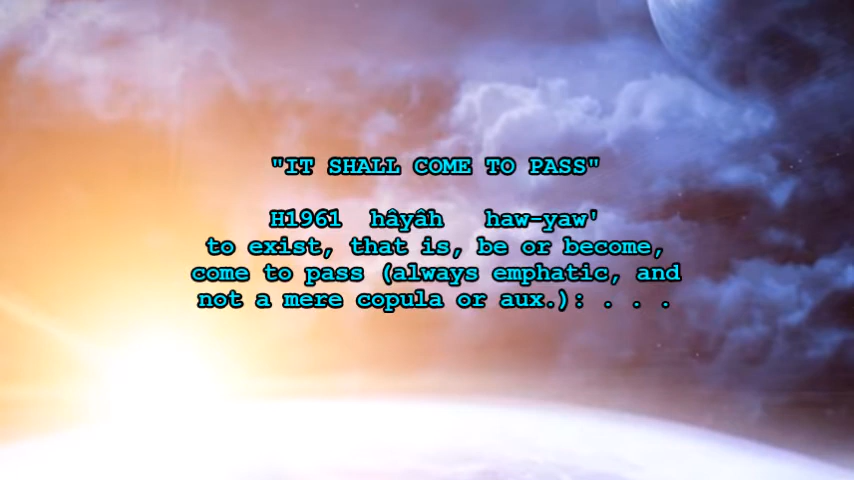 "IT SHALL COME TO PASS"
H1961  hâyâh   haw-yaw'
to exist, that is, be or become,
come to pass (always emphatic, and
not a mere copula or aux.): . . .